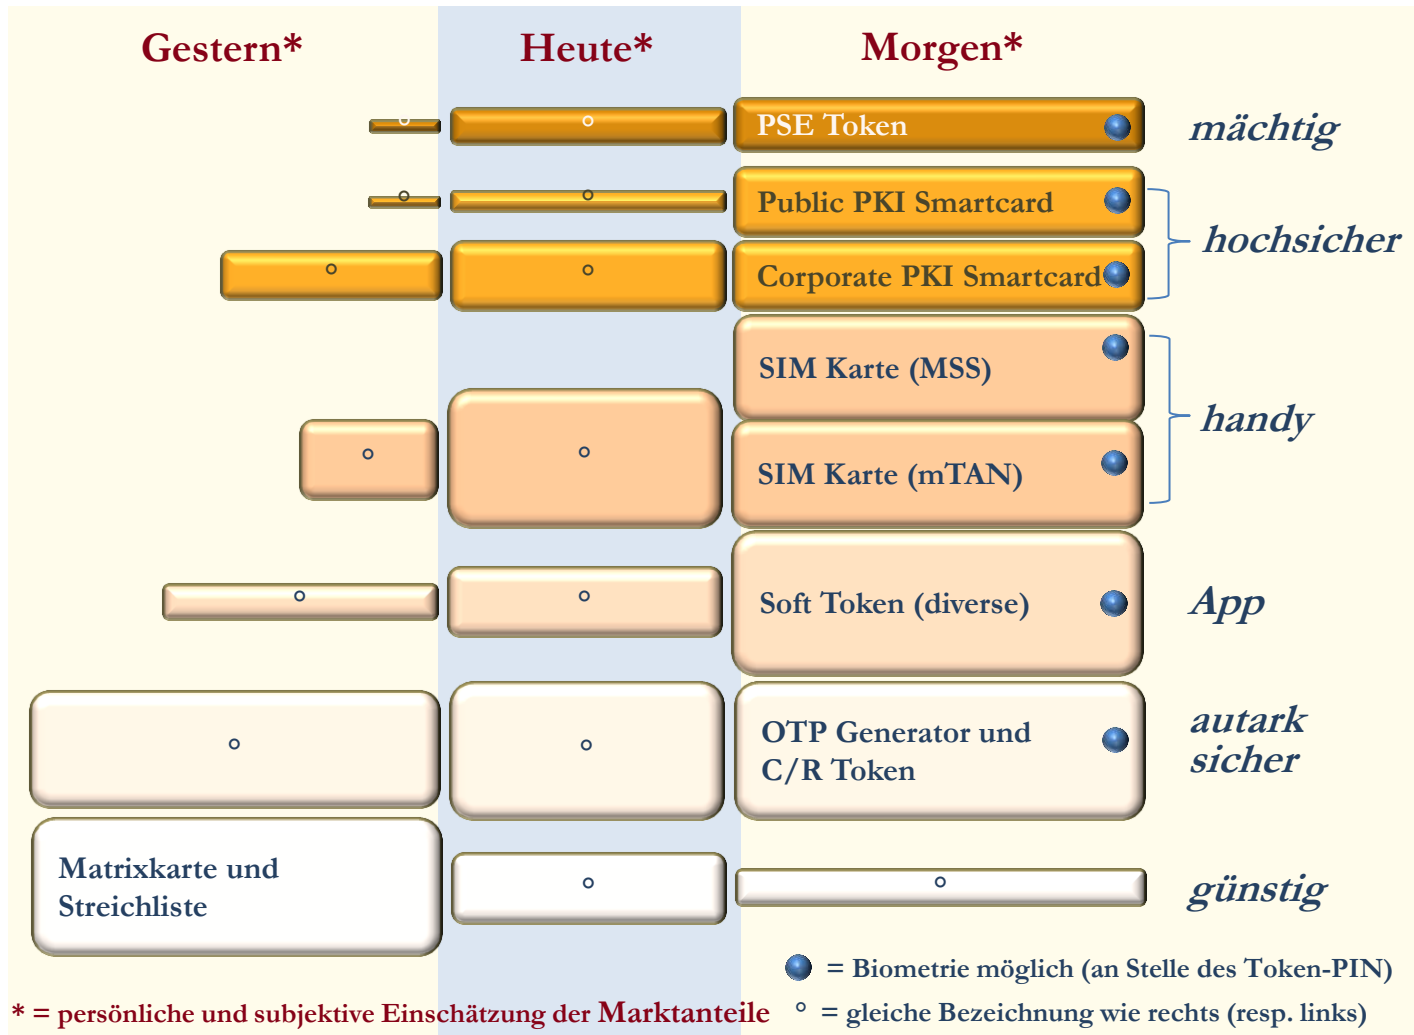 Gestern*
Heute*
Morgen*
PSE Token
mächtig
Public PKI Smartcard
hochsicher
Corporate PKI Smartcard
SIM Karte (MSS)
handy
SIM Karte (mTAN)
Soft Token (diverse)
App
OTP Generator und
C/R Token
autark
sicher
Matrixkarte und
Streichliste
günstig
= Biometrie möglich (an Stelle des Token-PIN)
* = persönliche und subjektive Einschätzung der Marktanteile
° = gleiche Bezeichnung wie rechts (resp. links)